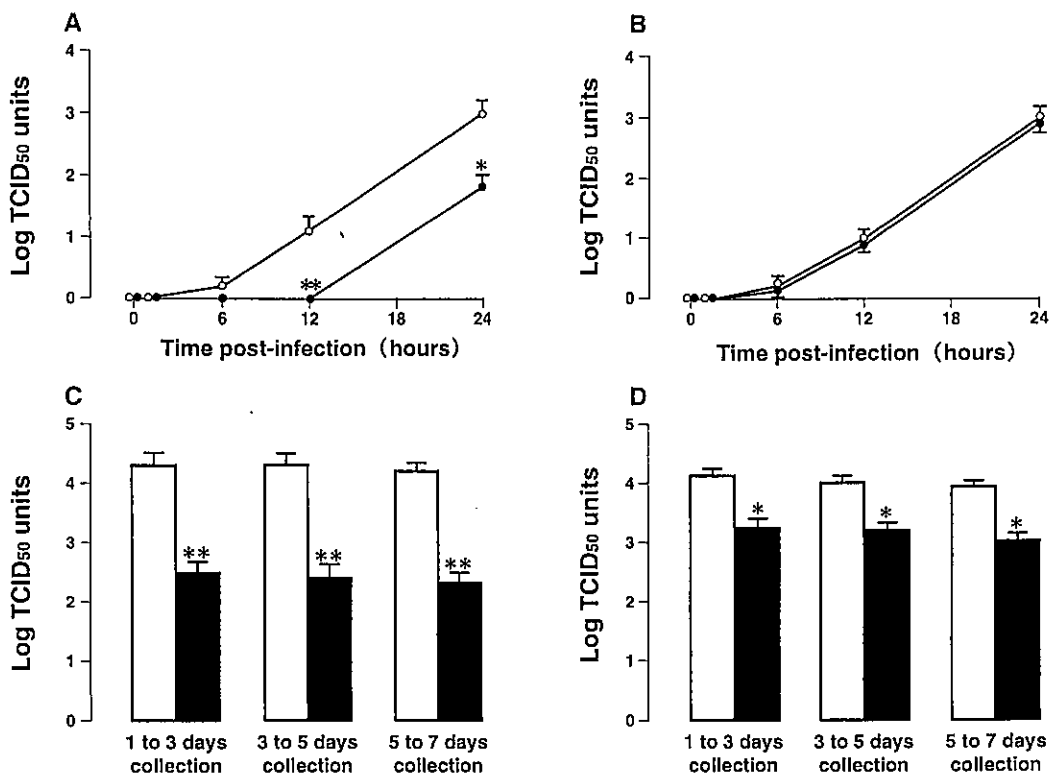 A
Log TCID50 units
4
3
2
1
0
*
**
0 6 12 18 24
Time post-infection (hours)
B
Log TCID50 units
4
3
2
1
0
0 6 12 18 24
Time post-infection (hours)
C
Log TCID50 units
5
4
3
2
1
0
** ** **
1 to 3 days collection
3 to 5 days collection
5 to 7 days collection
D
Log TCID50 units
5
4
3
2
1
0
* * *
1 to 3 days collection
3 to 5 days collection
5 to 7 days collection